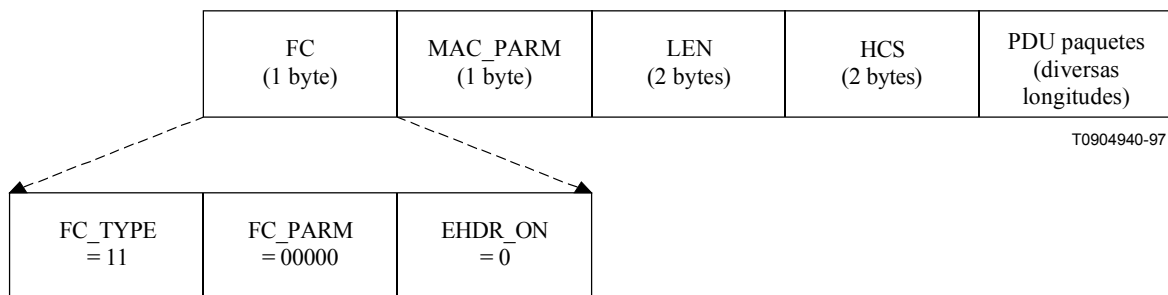 FC
(1 byte)
MAC_PARM
(1 byte)
LEN
(2 bytes)
HCS
(2 bytes)
PDU paquetes
(diversas
longitudes)
T0904940-97
FC_TYPE
= 11
FC_PARM
= 00000
EHDR_ON
= 0